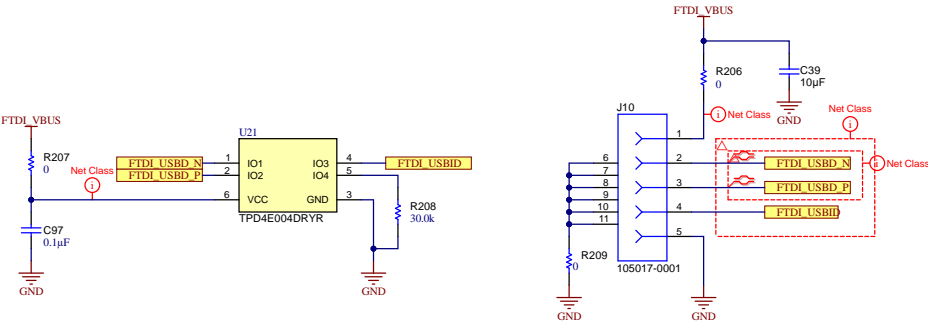 FTDI_VBUS
R207
0
Net Class
i
C97
0.1µF
GND
U21
FTDI_USBD_N
FTDI_USBD_P
1
2
6
IO1
IO2
VCC
IO3
IO4
GND
4
5
3
TPD4E004DRYR
FTDI_USBID
R208
30.0k
GND
FTDI_VBUS
R206
0
C39
10µF
GND
i Net Class
Net Class
i
J10
1
2
3
4
5
6
7
8
9
10
11
105017-0001
FTDI_USBD_N
FTDI_USBD_P
FTDI_USBID
i Net Class
R209
0
GND
GND